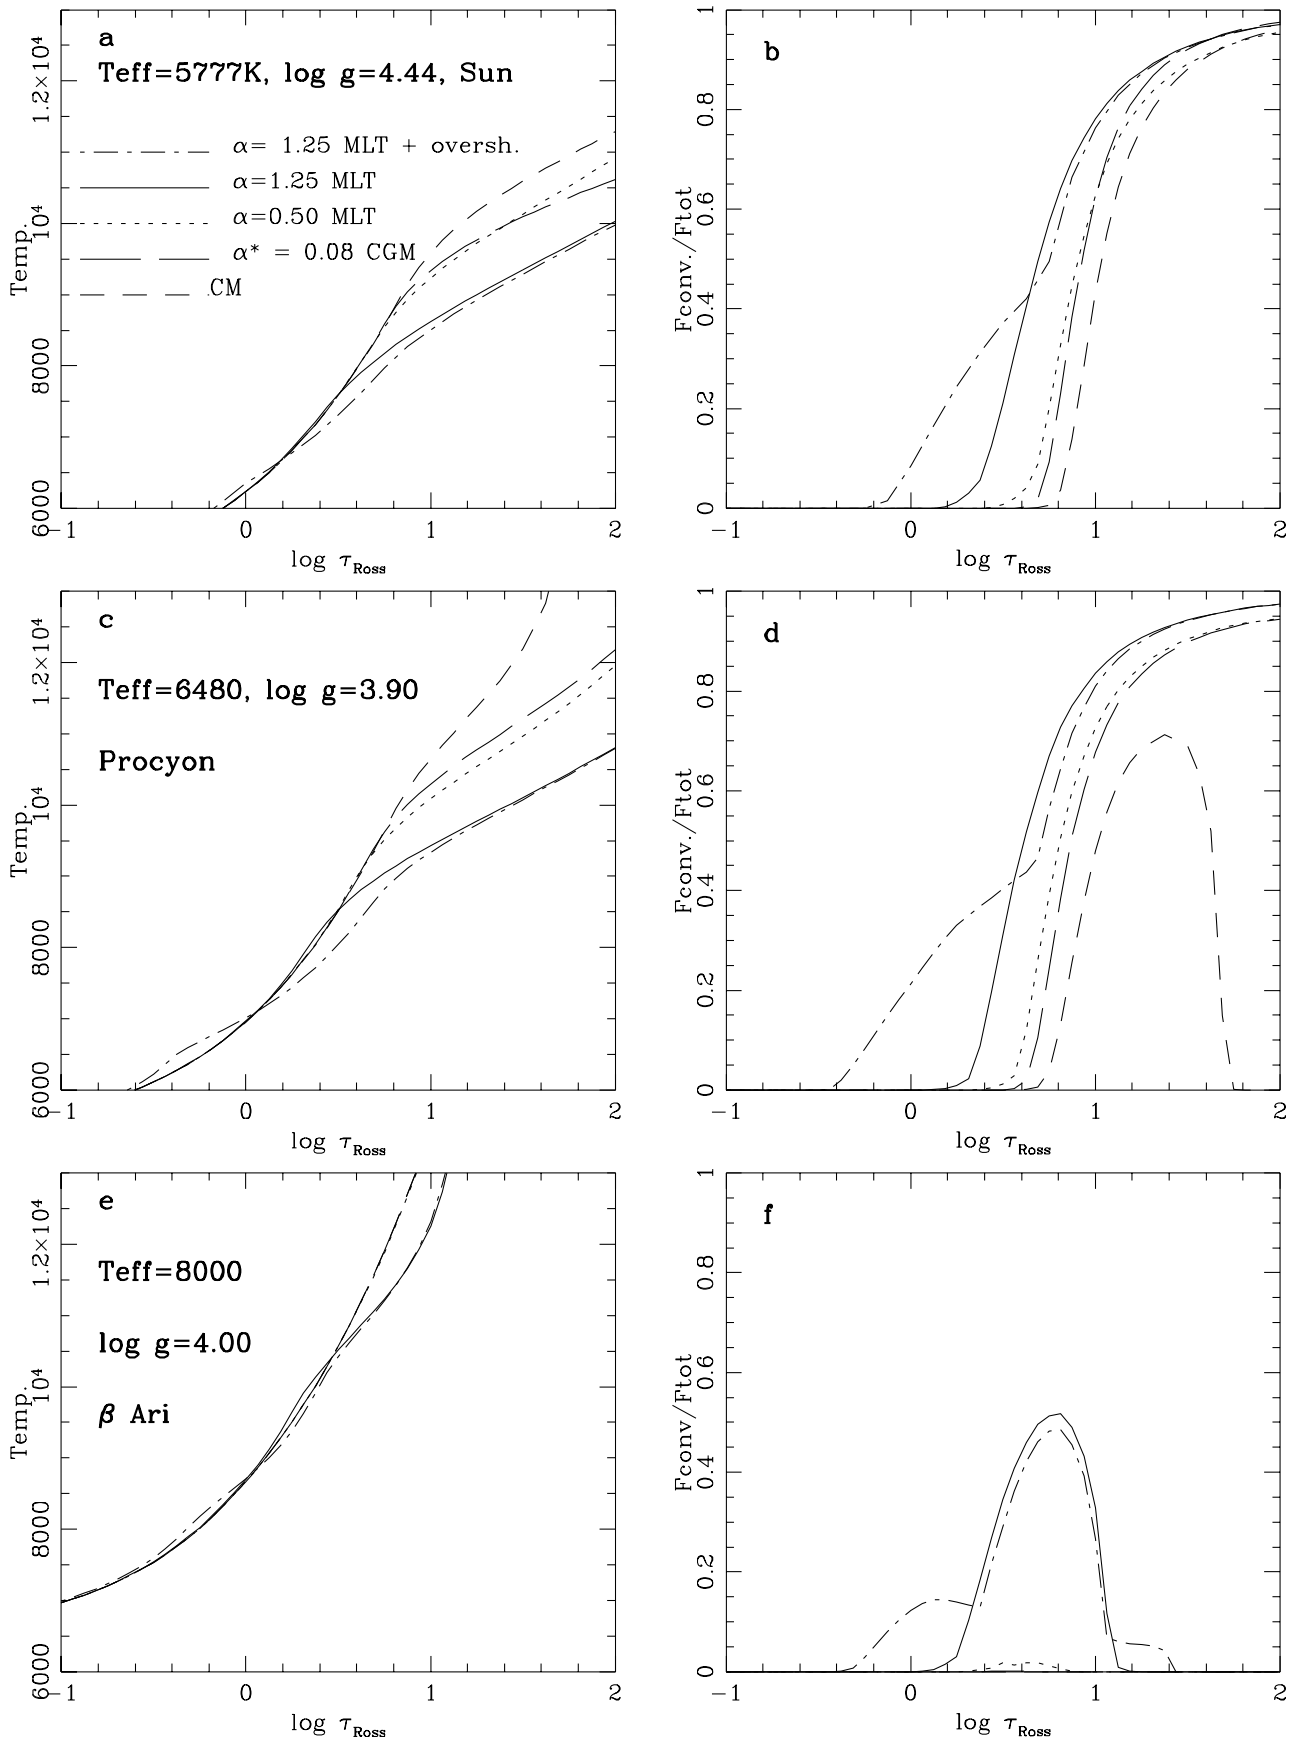 a
Teff=5777K, log g=4.44, Sun
α= 1.25 MLT + oversh.
α=1.25 MLT
α=0.50 MLT
α* = 0.08 CGM
CM
Temp.
6000 8000 10⁴ 1.2×10⁴
−1 0 1 2
log τRoss
b
Fconv./Ftot
0 0.2 0.4 0.6 0.8 1
−1 0 1 2
log τRoss
c
Teff=6480, log g=3.90
Procyon
Temp.
6000 8000 10⁴ 1.2×10⁴
−1 0 1 2
log τRoss
d
Fconv./Ftot
0 0.2 0.4 0.6 0.8 1
−1 0 1 2
log τRoss
e
Teff=8000
log g=4.00
β Ari
Temp.
6000 8000 10⁴ 1.2×10⁴
−1 0 1 2
log τRoss
f
Fconv/Ftot
0 0.2 0.4 0.6 0.8 1
−1 0 1 2
log τRoss